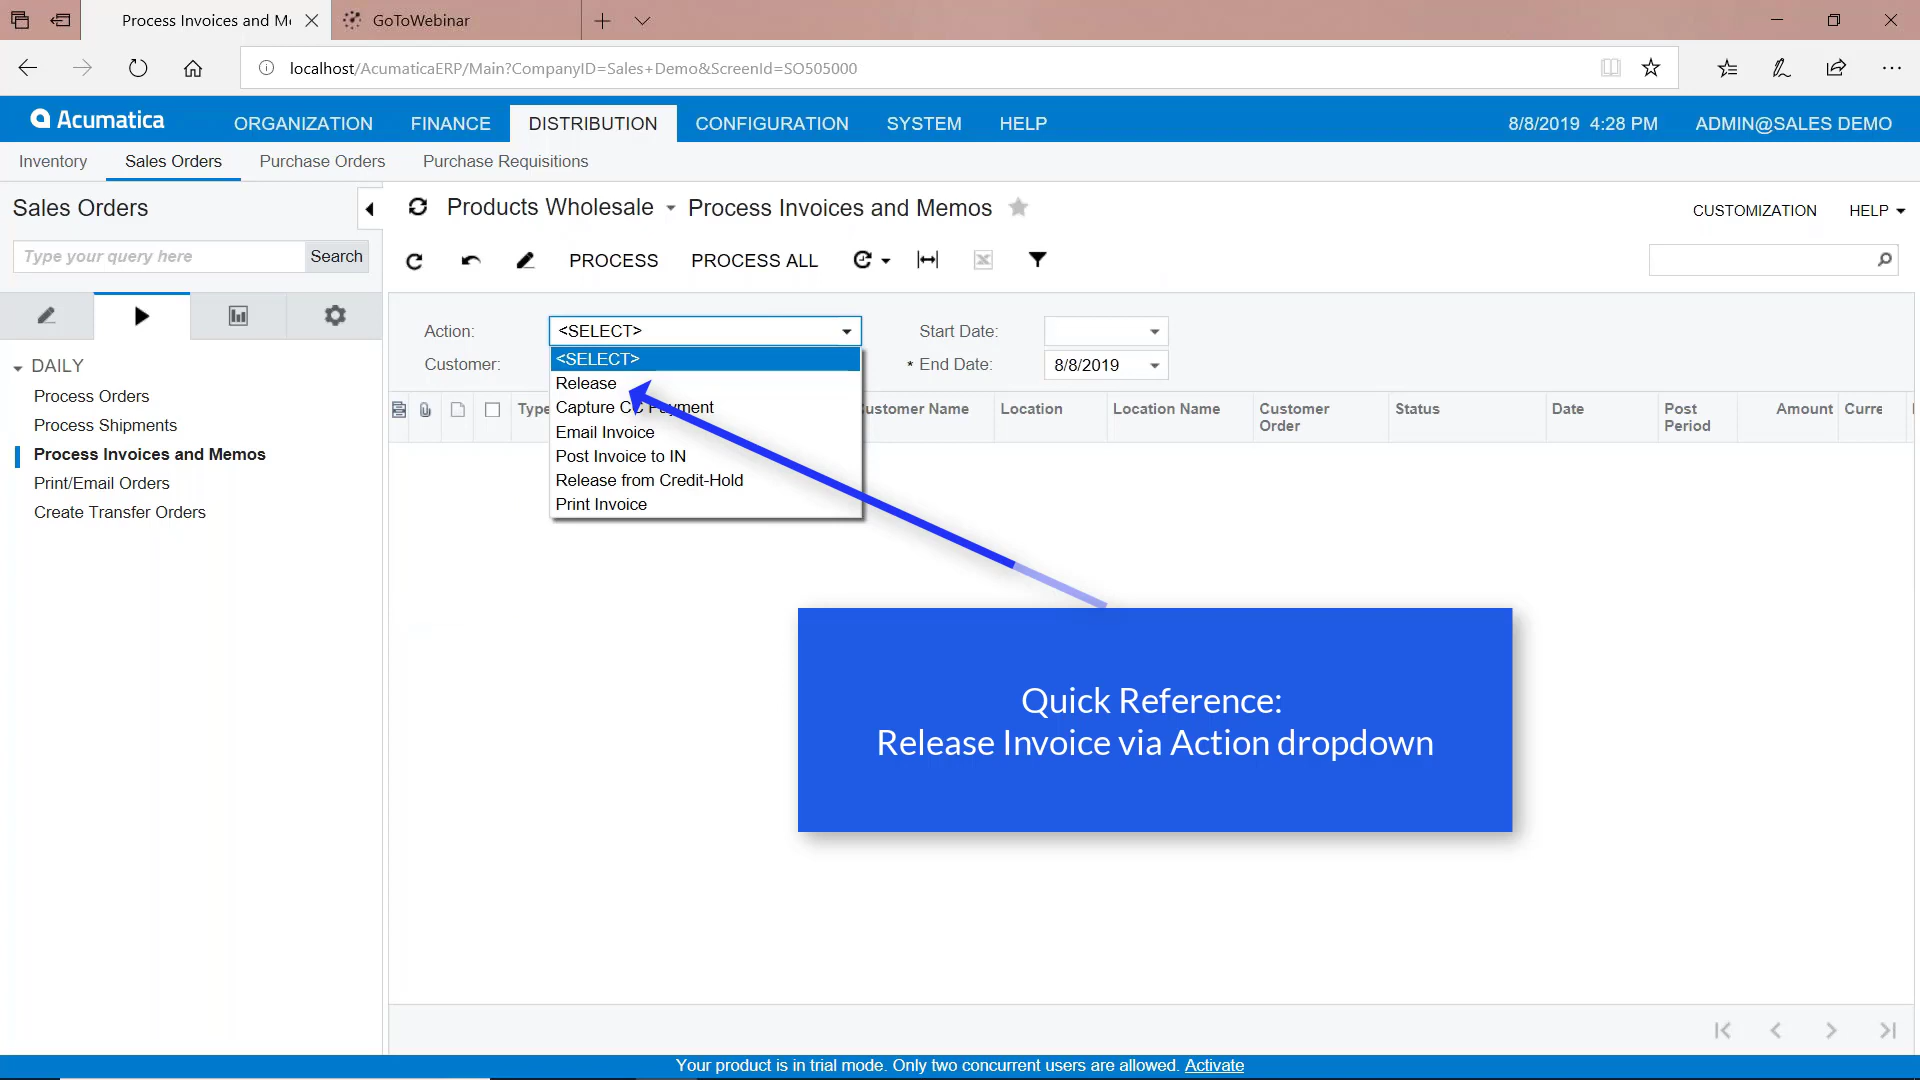 Process Invoices and M
GoToWebinar
localhost/AcumaticaERP/Main?CompanyID=Sales+Demo&ScreenId=SO505000
Acumatica
ORGANIZATION
FINANCE
DISTRIBUTION
CONFIGURATION
SYSTEM
HELP
8/8/2019 4:28 PM
ADMIN@SALES DEMO
Inventory
Sales Orders
Purchase Orders
Purchase Requisitions
Sales Orders
Products Wholesale
Process Invoices and Memos
CUSTOMIZATION
HELP
Type your query here
Search
PROCESS
PROCESS ALL
DAILY
Process Orders
Process Shipments
Process Invoices and Memos
Print/Email Orders
Create Transfer Orders
Action:
<SELECT>
Start Date:
Customer:
* End Date:
8/8/2019
<SELECT>
Release
Capture CC Payment
Email Invoice
Post Invoice to IN
Release from Credit-Hold
Print Invoice
Type
ustomer Name
Location
Location Name
Customer
Order
Status
Date
Post
Period
Amount
Curre
Quick Reference:
Release Invoice via Action dropdown
Your product is in trial mode. Only two concurrent users are allowed. Activate